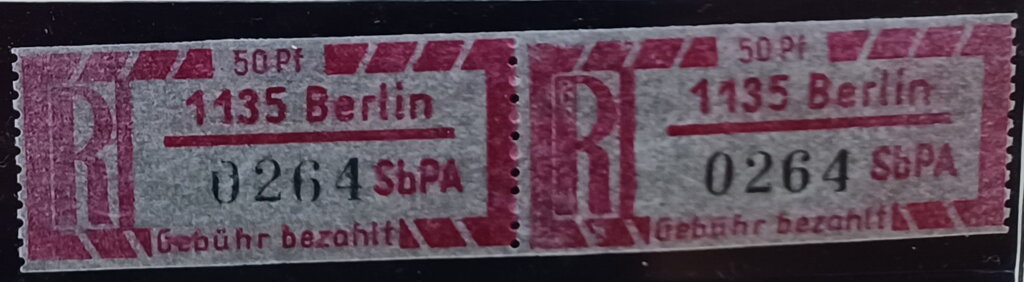 50 Pf
R
1135 Berlin
0264 SbPA
Gebühr bezahlt
50 Pf
R
1135 Berlin
0264 SbPA
Gebühr bezahlt